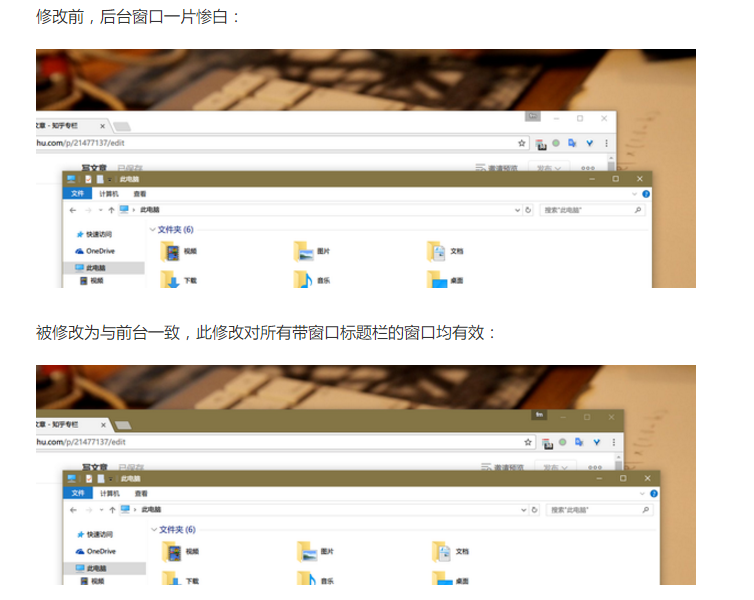 修改前，后台窗口一片惨白：
文章 - 知乎专栏
hu.com/p/21477137/edit
写文章 已保存 邀请预览 发布
此电脑
文件 计算机 查看
此电脑 搜索"此电脑"
文件夹 (6)
快速访问 视频 图片 文档
OneDrive
此电脑
视频 下载 音乐 桌面
被修改为与前台一致，此修改对所有带窗口标题栏的窗口均有效：
文章 - 知乎专栏
hu.com/p/21477137/edit
写文章 已保存 邀请预览 发布
此电脑
文件 计算机 查看
此电脑 搜索"此电脑"
文件夹 (6)
快速访问
OneDrive 视频 图片 文档
此电脑
视频 下载 音乐 桌面